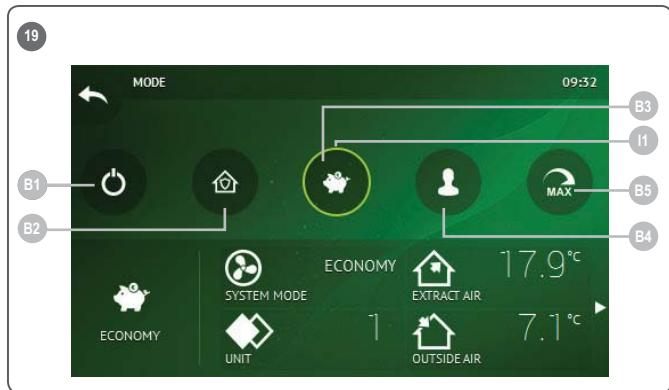 19
MODE 09:32
B3
I1
B1 MAX B5
B2 B4
ECONOMY 17.9°C
SYSTEM MODE EXTRACT AIR
ECONOMY 1 7.1°C
UNIT OUTSIDE AIR